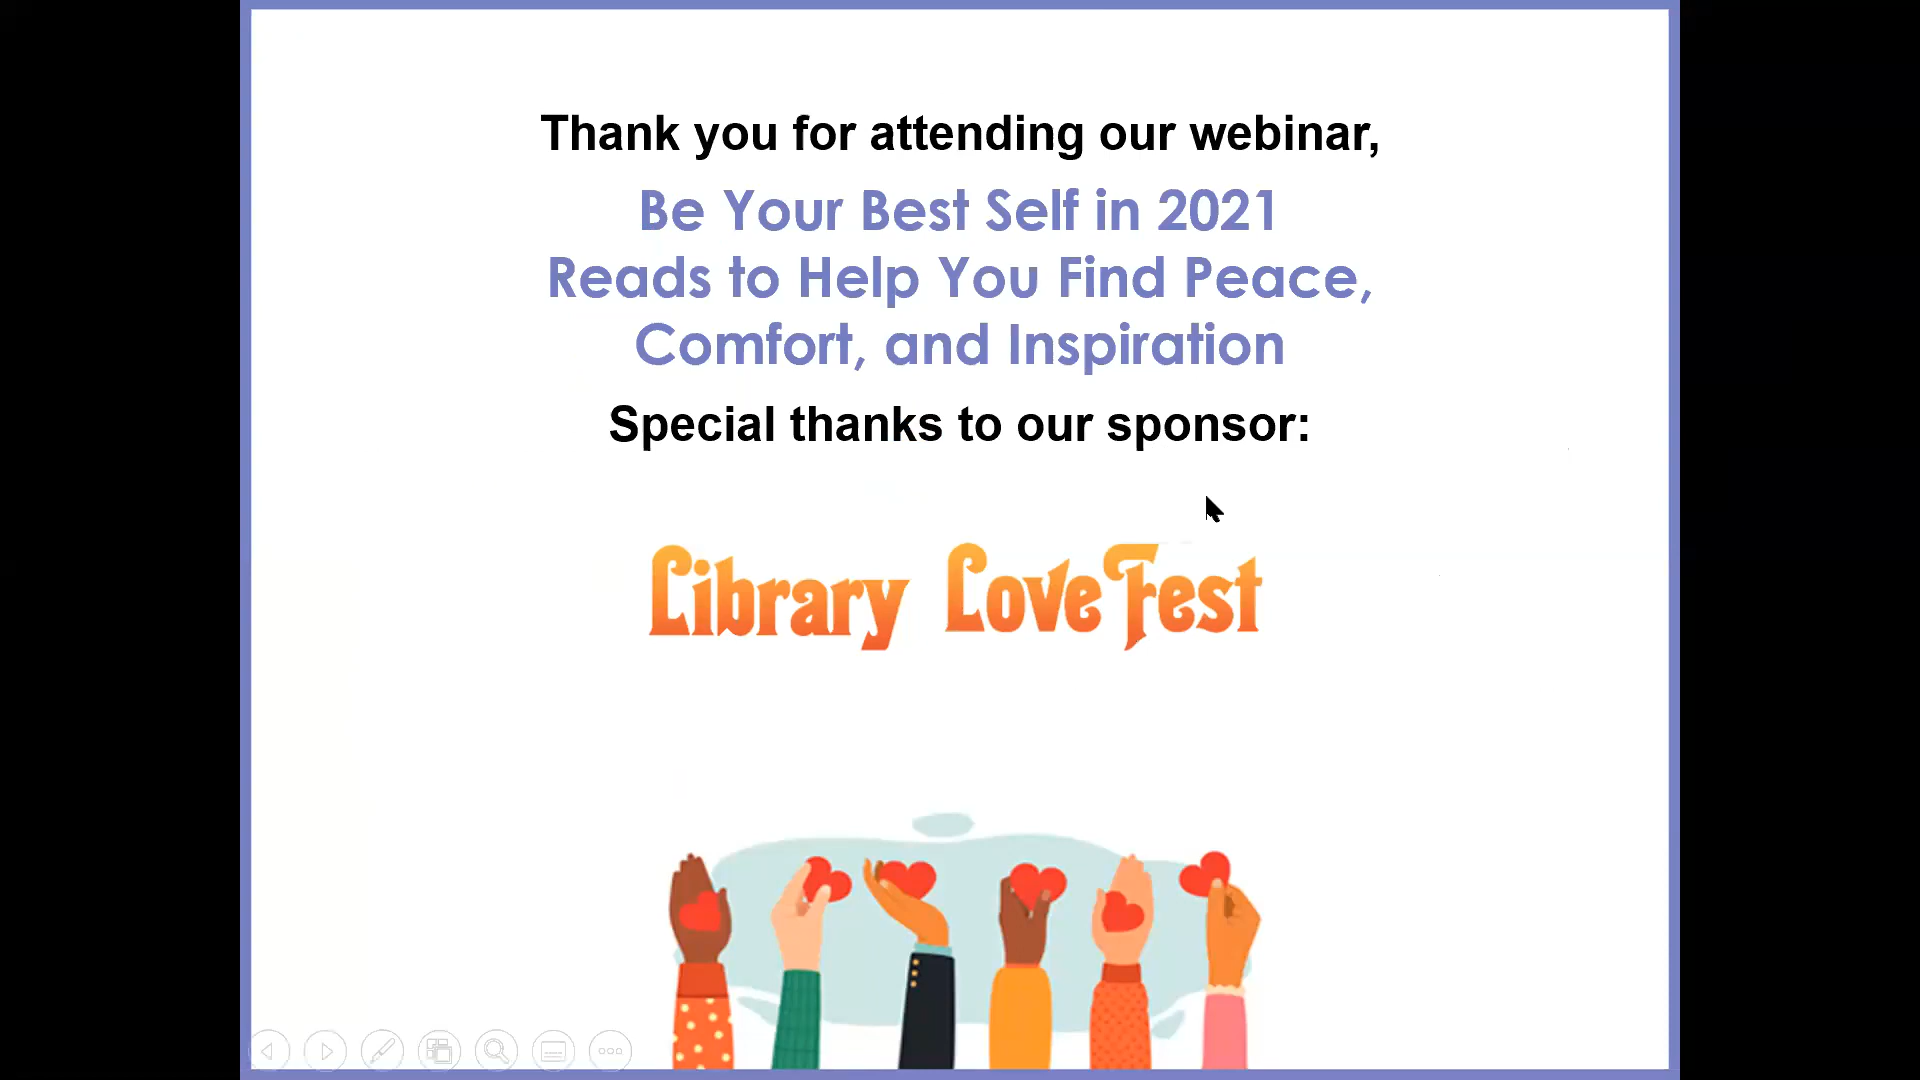 Thank you for attending our webinar,
Be Your Best Self in 2021
Reads to Help You Find Peace,
Comfort, and Inspiration
Special thanks to our sponsor:
Library LoveFest